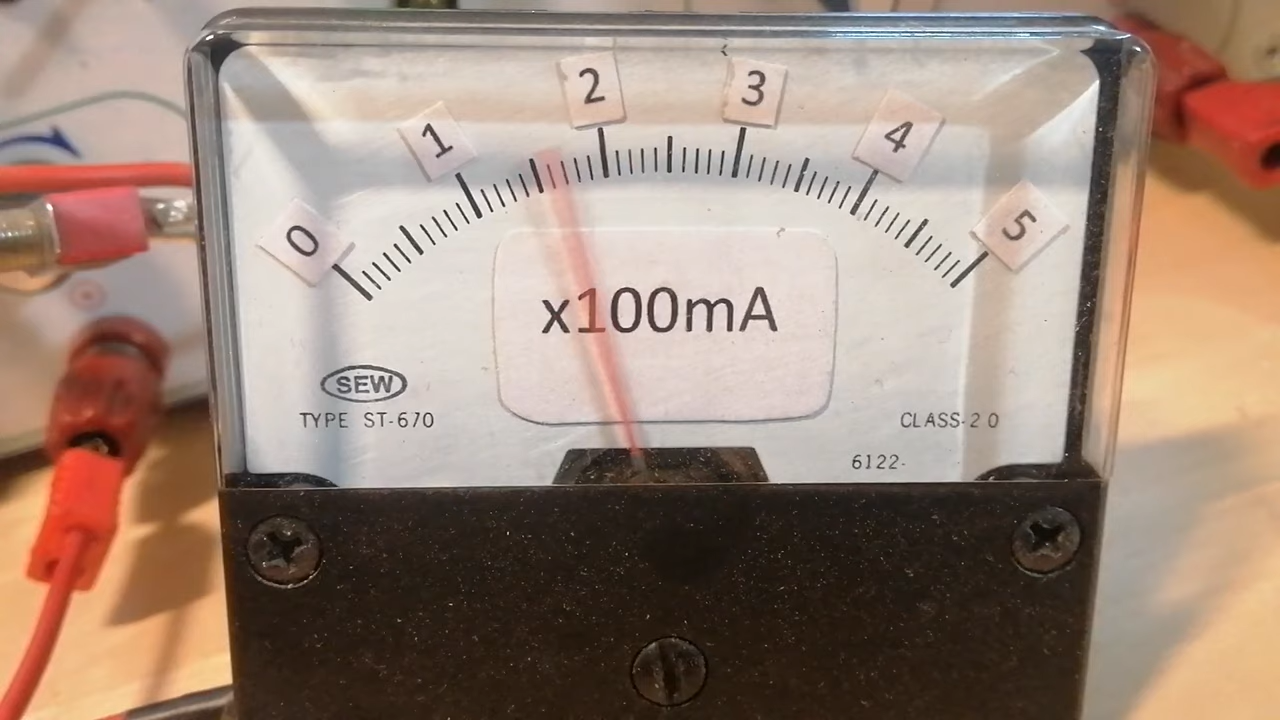 0 1 2 3 4 5
x100mA
SEW
TYPE ST-670
CLASS-2 0
6122-